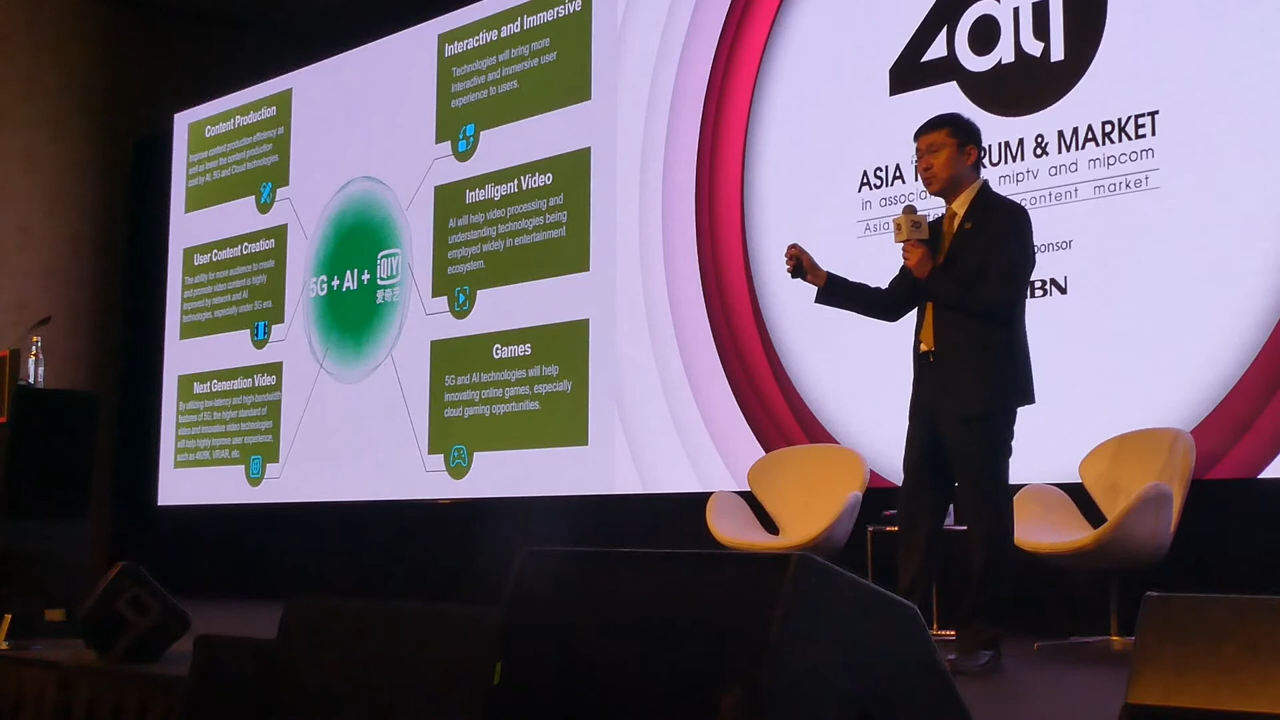 Content Production
Improve content production efficiency as
well as lower the content production
cost by AI, 5G and Cloud technologies
User Content Creation
The ability for more audience to create
and promote video content is highly
improved by network and AI
technologies, especially under 5G era.
Next Generation Video
By utilizing low-latency and high-bandwidth
features of 5G, the higher standard of
video and innovative video technologies
will help highly improve user experience,
such as 4K/8K, VR/AR, etc.
5G + AI +
iQIYI
爱奇艺
Interactive and Immersive
Technologies will bring more
Interactive and Immersive user
experience to users.
Intelligent Video
AI will help video processing and
understanding technologies being
employed widely in entertainment
ecosystem.
Games
5G and AI technologies will help
innovating online games, especially
cloud gaming opportunities.
atf
ASIA RUM & MARKET
in miptv and mipcom
Asia content market